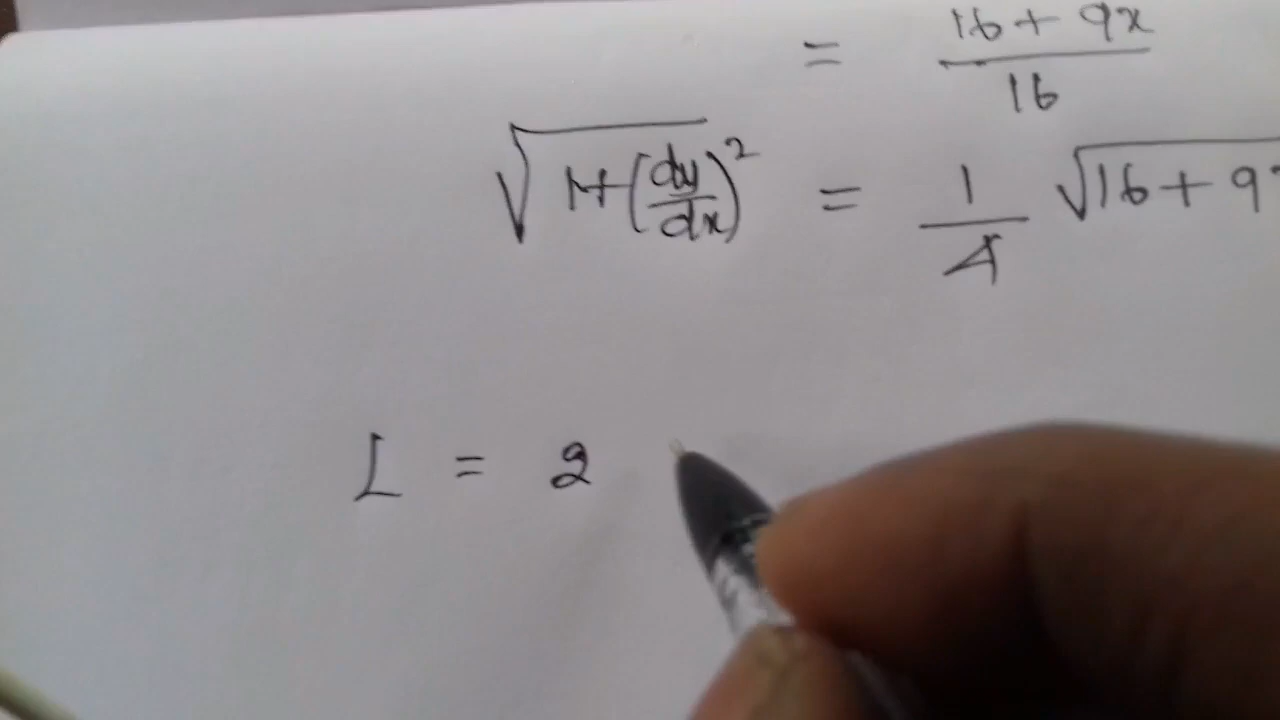 = 16 + 9x / 16
√1+(dy/dx)² = 1/4 √16 + 9
L = 2